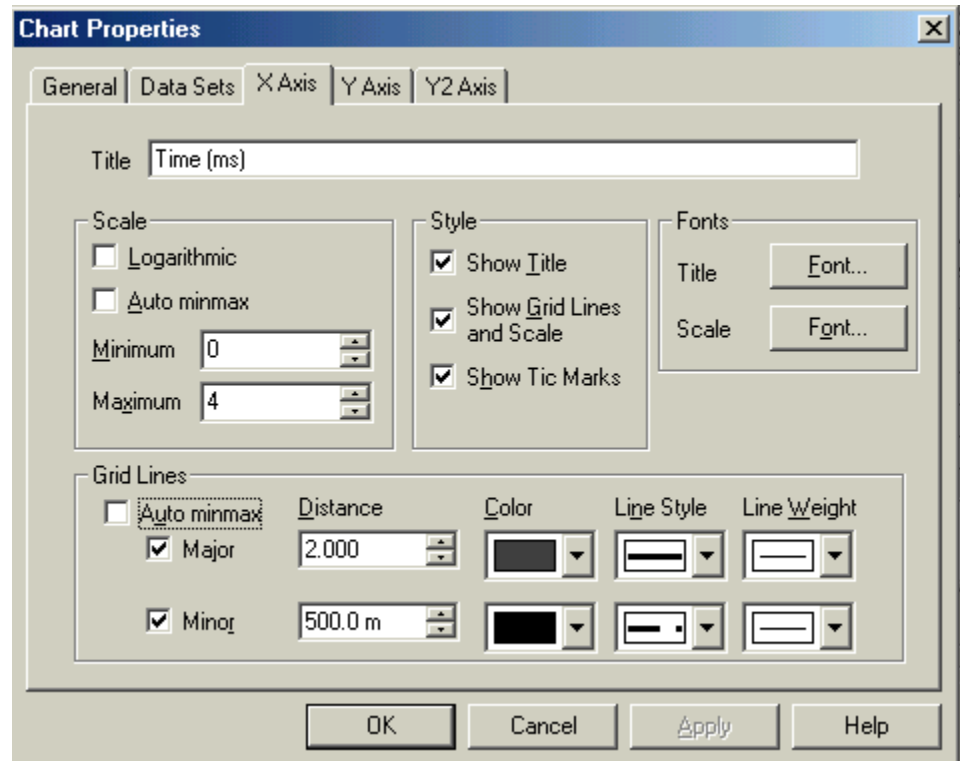 Chart Properties
General Data Sets X Axis Y Axis Y2 Axis
Title Time (ms)
Scale
Logarithmic
Auto minmax
Minimum 0
Maximum 4
Style
Show Title
Show Grid Lines
and Scale
Show Tic Marks
Fonts
Title Font...
Scale Font...
Grid Lines
Auto minmax Distance Color Line Style Line Weight
Major 2.000
Minor 500.0 m
OK Cancel Apply Help